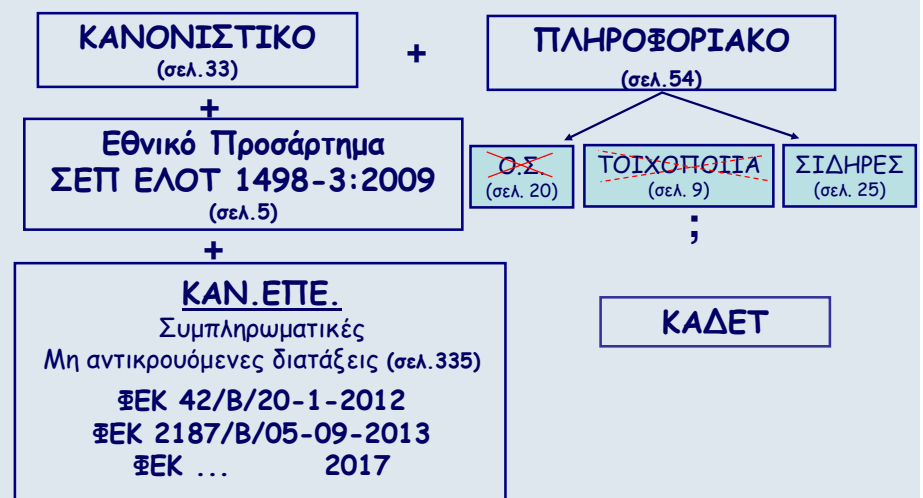 ΚΑΝΟΝΙΣΤΙΚΟ
(σελ.33)
+
ΠΛΗΡΟΦΟΡΙΑΚΟ
(σελ.54)
+
Εθνικό Προσάρτημα
ΣΕΠ ΕΛΟΤ 1498-3:2009
(σελ.5)
Ο.Σ.
(σελ. 20)
ΤΟΙΧΟΠΟΙΙΑ
(σελ. 9)
ΣΙΔΗΡΕΣ
(σελ. 25)
;
+
ΚΑΝ.ΕΠΕ.
Συμπληρωματικές
Μη αντικρουόμενες διατάξεις (σελ.335)
ΦΕΚ 42/Β/20-1-2012
ΦΕΚ 2187/Β/05-09-2013
ΦΕΚ ... 2017
ΚΑΔΕΤ